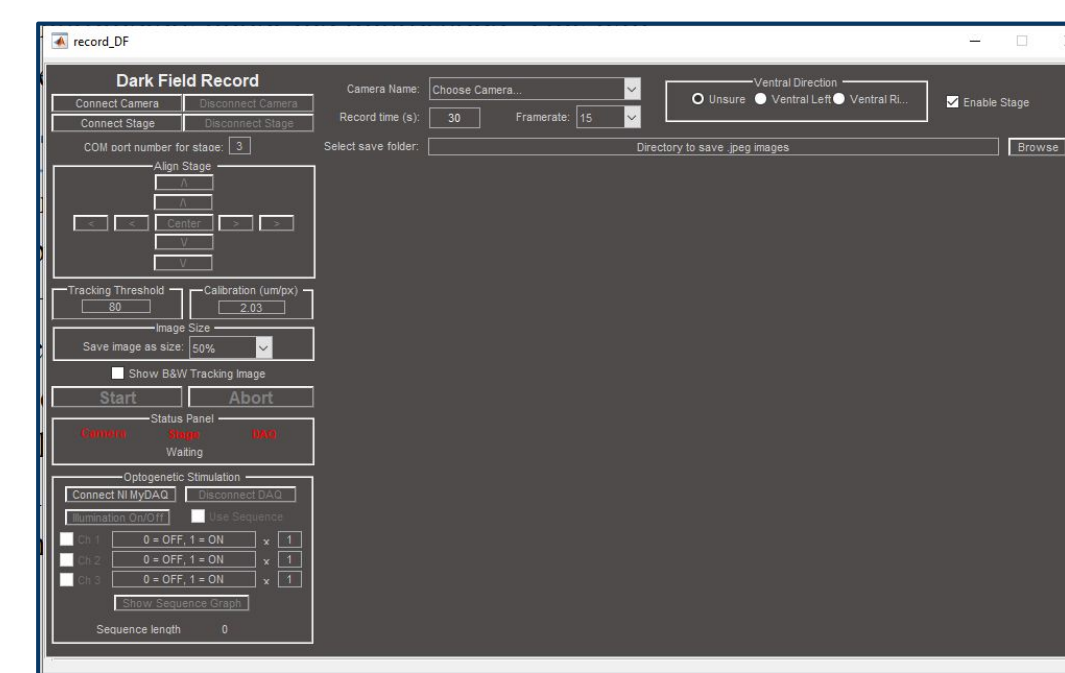 record_DF
Dark Field Record
Connect Camera Disconnect Camera
Connect Stage Disconnect Stage
COM port number for stage: 3
Align Stage
Λ
Λ
< < Center > >
V
V
Tracking Threshold
80
Calibration (um/px)
2.03
Image Size
Save image as size: 50%
Show B&W Tracking Image
Start Abort
Status Panel
Camera Stage DAQ
Waiting
Optogenetic Stimulation
Connect NI MyDAQ Disconnect DAQ
Illumination On/Off Use Sequence
Ch 1 0 = OFF, 1 = ON x 1
Ch 2 0 = OFF, 1 = ON x 1
Ch 3 0 = OFF, 1 = ON x 1
Show Sequence Graph
Sequence length 0
Camera Name: Choose Camera...
Record time (s): 30 Framerate: 15
Ventral Direction
Unsure Ventral Left Ventral Ri...
Enable Stage
Select save folder: Directory to save .jpeg images Browse